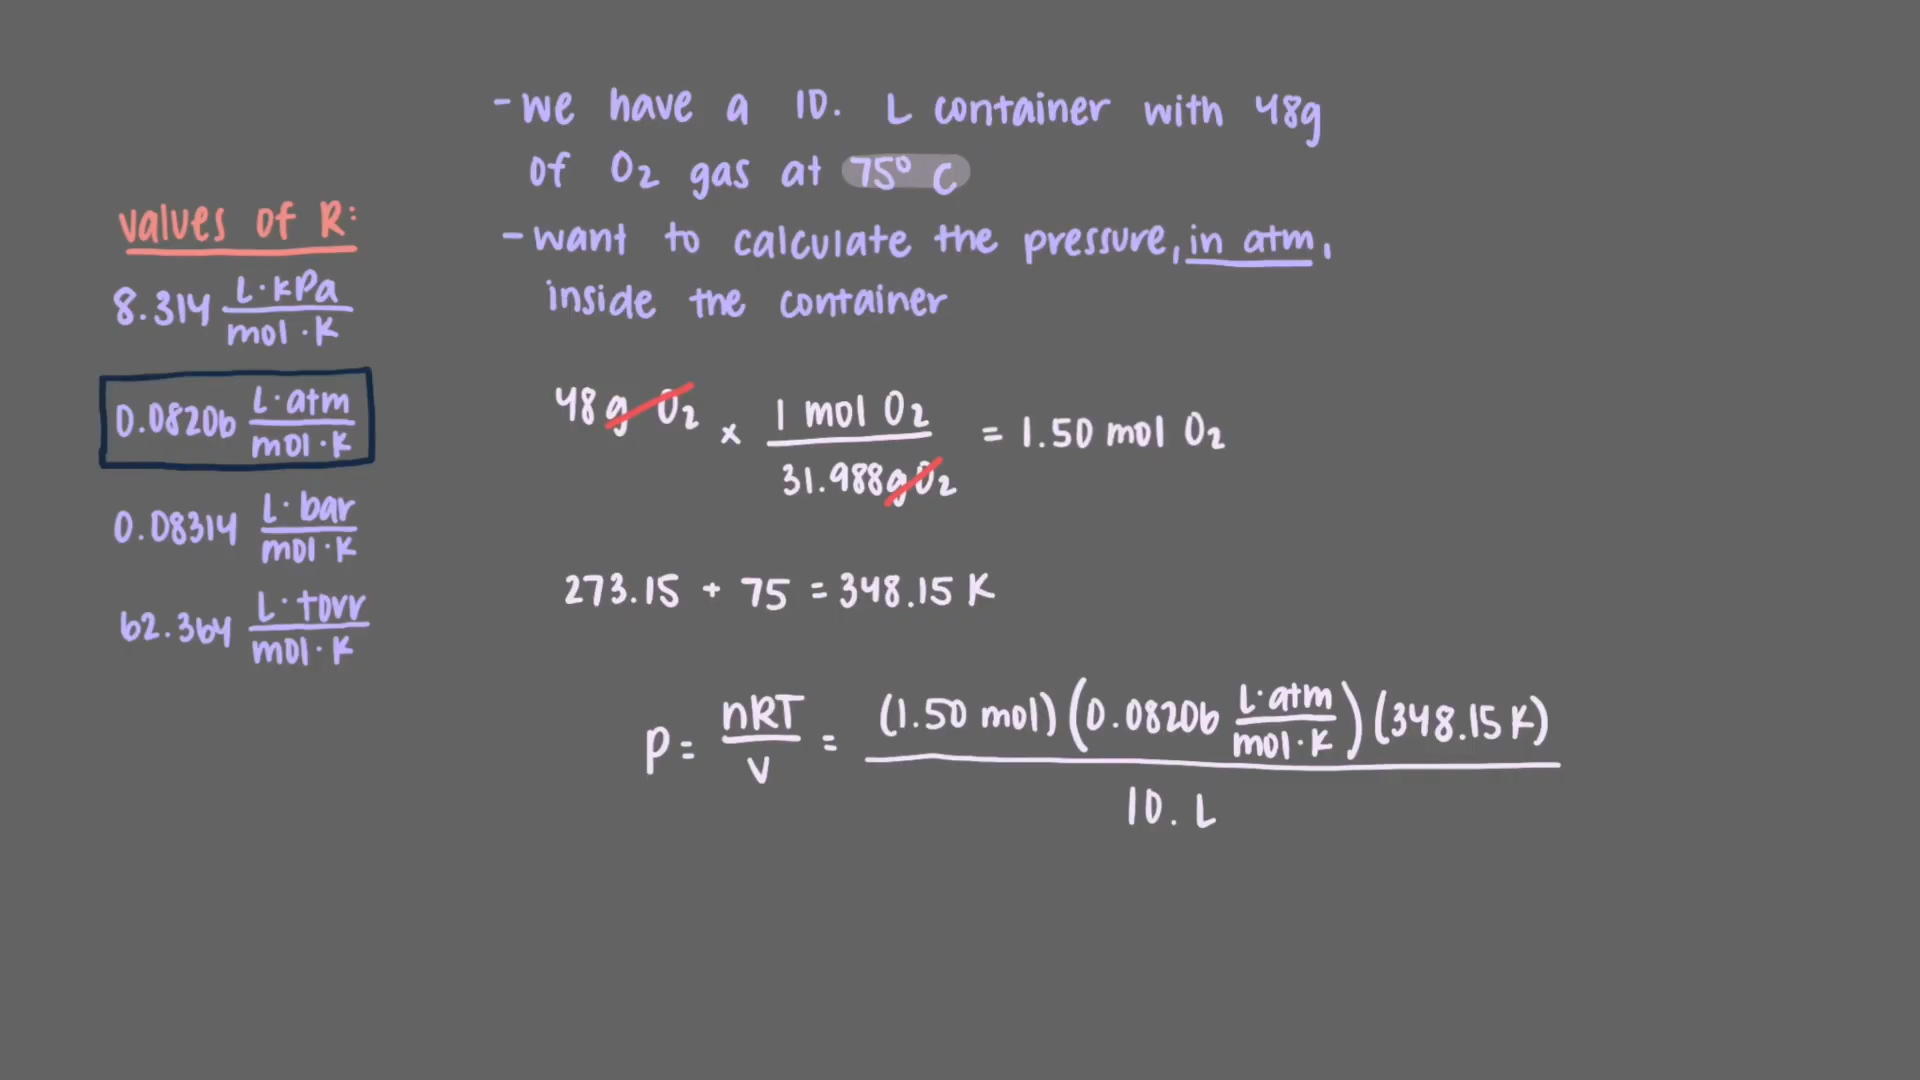 - we have a 10. L container with 48g
of O₂ gas at 75° C
- want to calculate the pressure, in atm,
inside the container
values of R:
8.314 L·kPa / mol·K
0.08206 L·atm / mol·K
0.08314 L·bar / mol·K
62.364 L·torr / mol·K
48 g O₂ × 1 mol O₂ / 31.988 g O₂ = 1.50 mol O₂
273.15 + 75 = 348.15 K
P = nRT / V = (1.50 mol)(0.08206 L·atm / mol·K)(348.15 K) / 10. L